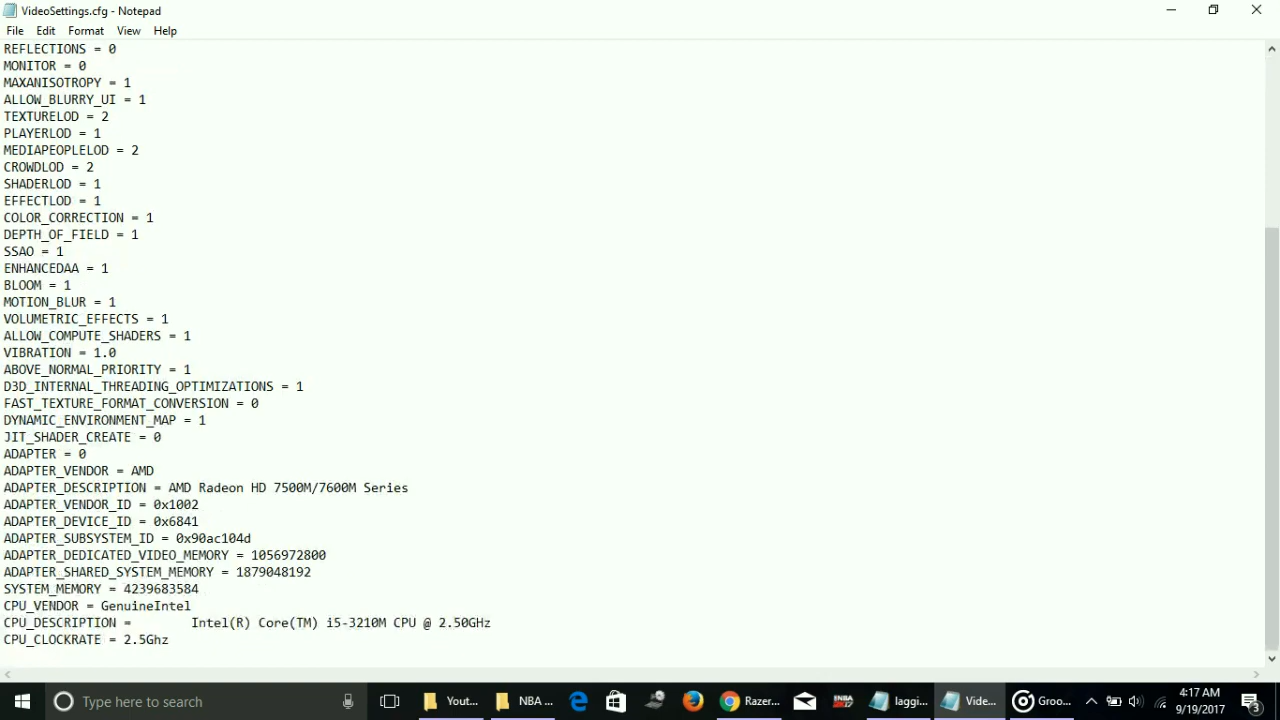 VideoSettings.cfg - Notepad
File Edit Format View Help
REFLECTIONS = 0
MONITOR = 0
MAXANISOTROPY = 1
ALLOW_BLURRY_UI = 1
TEXTURELOD = 2
PLAYERLOD = 1
MEDIAPEOPLELOD = 2
CROWDLOD = 2
SHADERLOD = 1
EFFECTLOD = 1
COLOR_CORRECTION = 1
DEPTH_OF_FIELD = 1
SSAO = 1
ENHANCEDAA = 1
BLOOM = 1
MOTION_BLUR = 1
VOLUMETRIC_EFFECTS = 1
ALLOW_COMPUTE_SHADERS = 1
VIBRATION = 1.0
ABOVE_NORMAL_PRIORITY = 1
D3D_INTERNAL_THREADING_OPTIMIZATIONS = 1
FAST_TEXTURE_FORMAT_CONVERSION = 0
DYNAMIC_ENVIRONMENT_MAP = 1
JIT_SHADER_CREATE = 0
ADAPTER = 0
ADAPTER_VENDOR = AMD
ADAPTER_DESCRIPTION = AMD Radeon HD 7500M/7600M Series
ADAPTER_VENDOR_ID = 0x1002
ADAPTER_DEVICE_ID = 0x6841
ADAPTER_SUBSYSTEM_ID = 0x90ac104d
ADAPTER_DEDICATED_VIDEO_MEMORY = 1056972800
ADAPTER_SHARED_SYSTEM_MEMORY = 1879048192
SYSTEM_MEMORY = 4239683584
CPU_VENDOR = GenuineIntel
CPU_DESCRIPTION =        Intel(R) Core(TM) i5-3210M CPU @ 2.50GHz
CPU_CLOCKRATE = 2.5Ghz
Type here to search Yout... NBA ... Razer... NBA 2K17 laggi... Vide... Groo... 4:17 AM
9/19/2017 3